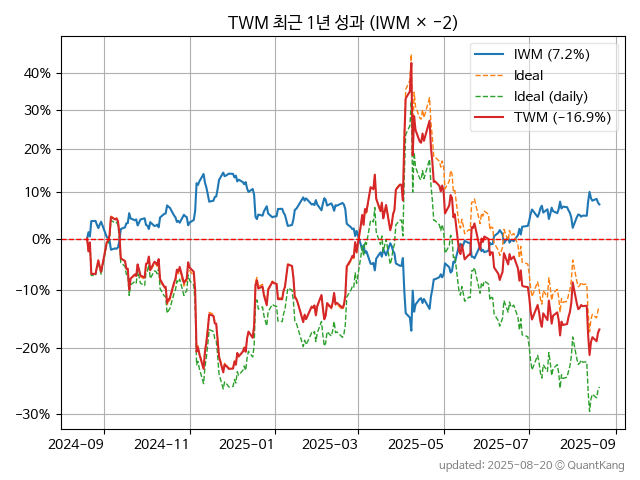 TWM 최근 1년 성과 (IWM × −2)
IWM (7.2%)
Ideal
Ideal (daily)
TWM (−16.9%)
40%
30%
20%
10%
0%
−10%
−20%
−30%
2024−09
2024−11
2025−01
2025−03
2025−05
2025−07
2025−09
updated: 2025-08-20 © QuantKang